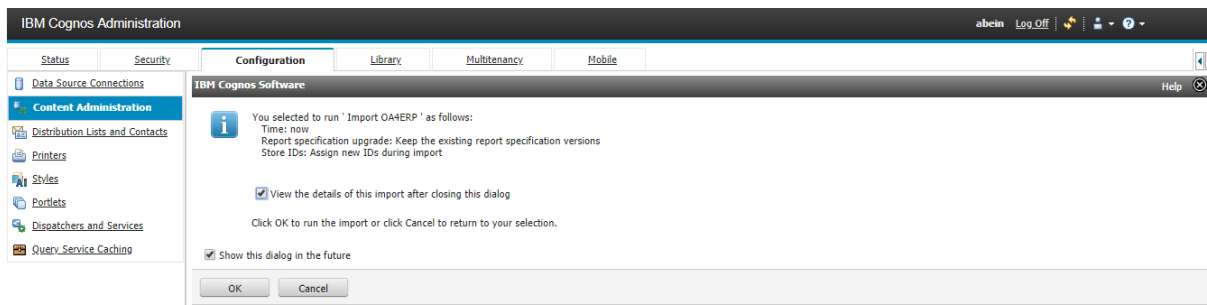 IBM Cognos Administration
abein Log Off
Status Security Configuration Library Multitenancy Mobile
Data Source Connections
Content Administration
Distribution Lists and Contacts
Printers
Styles
Portlets
Dispatchers and Services
Query Service Caching
IBM Cognos Software Help
You selected to run ' Import OA4ERP ' as follows:
Time: now
Report specification upgrade: Keep the existing report specification versions
Store IDs: Assign new IDs during import
View the details of this import after closing this dialog
Click OK to run the import or click Cancel to return to your selection.
Show this dialog in the future
OK Cancel